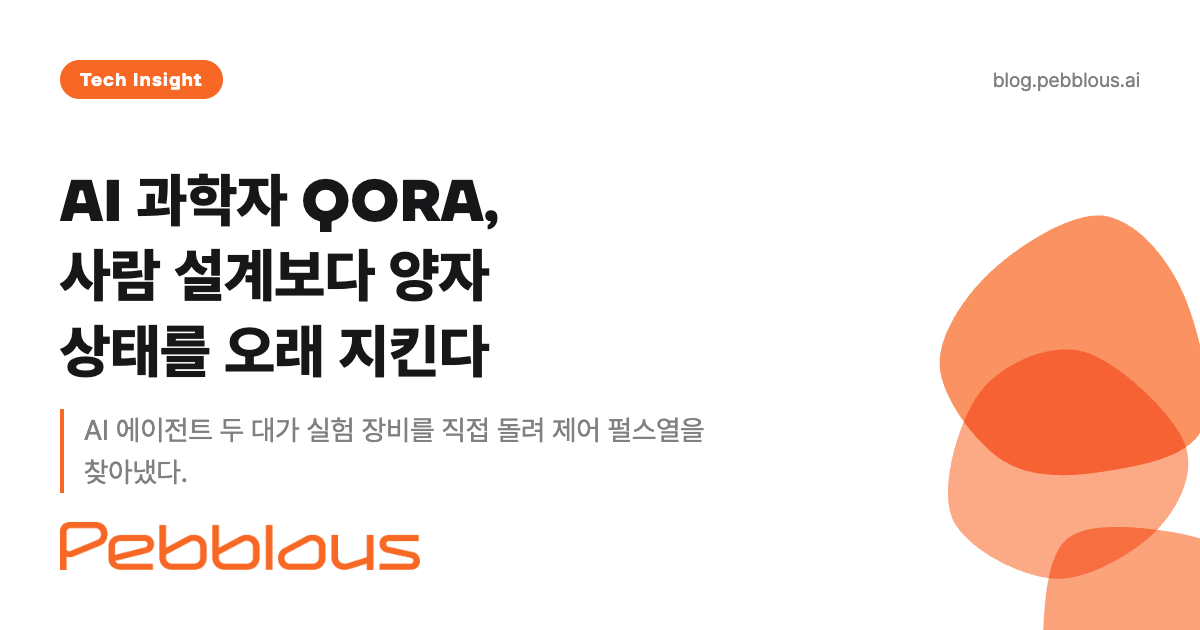 Tech Insight
blog.pebblous.ai
AI 과학자 QORA,
사람 설계보다 양자
상태를 오래 지킨다
AI 에이전트 두 대가 실험 장비를 직접 돌려 제어 펄스열을
찾아냈다.
Pebblous